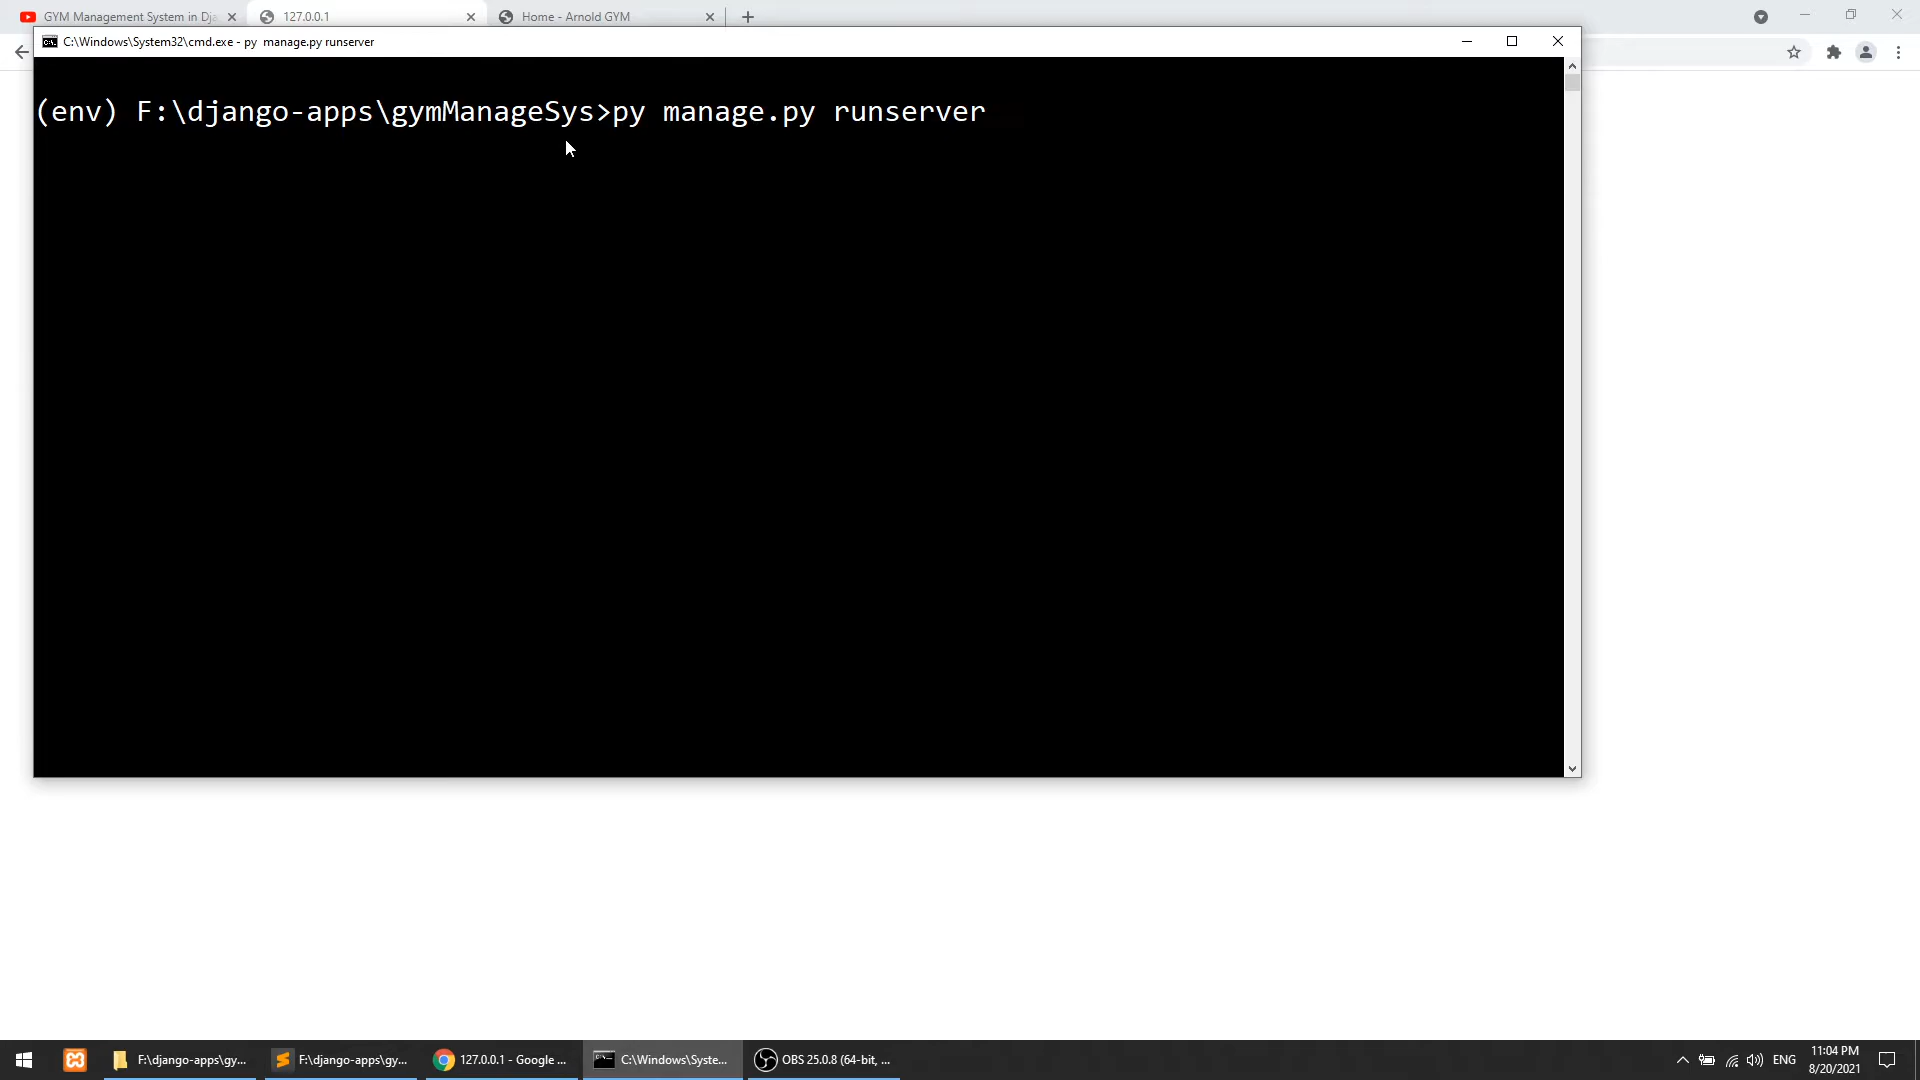 GYM Management System in Dja
127.0.0.1
Home - Arnold GYM
C:\Windows\System32\cmd.exe - py  manage.py runserver
(env) F:\django-apps\gymManageSys>py manage.py runserver
F:\django-apps\gy...
F:\django-apps\gy...
127.0.0.1 - Google ...
C:\Windows\Syste...
OBS 25.0.8 (64-bit, ...
ENG
11:04 PM
8/20/2021